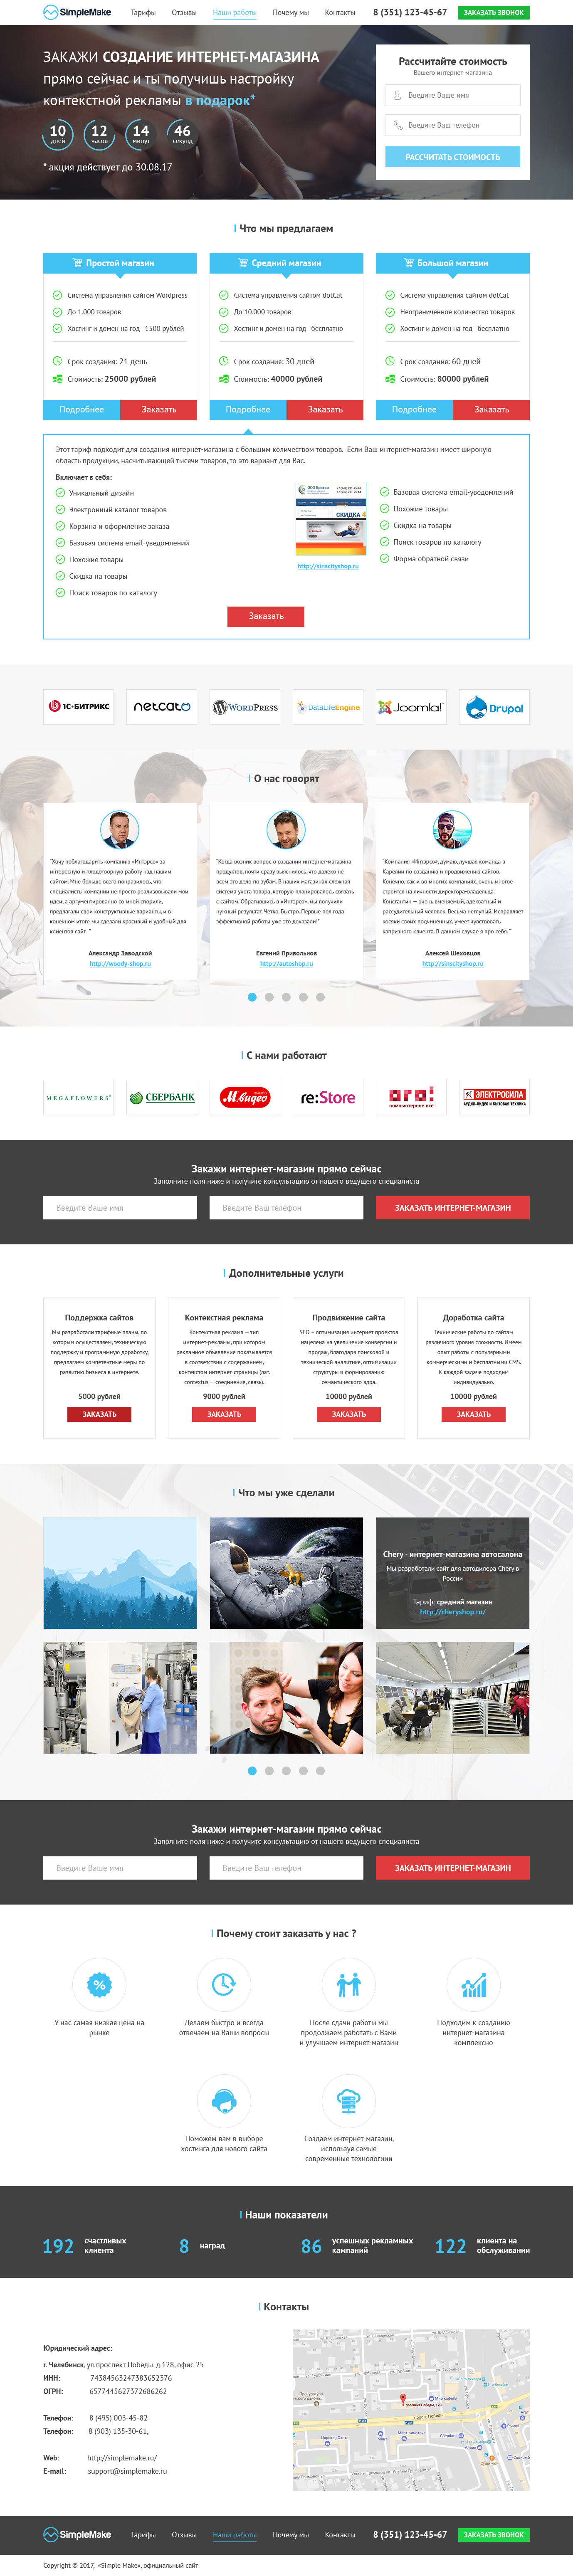 SimpleMake
Тарифы Отзывы Наши работы Почему мы Контакты 8 (351) 123-45-67 ЗАКАЗАТЬ ЗВОНОК
ЗАКАЖИ СОЗДАНИЕ ИНТЕРНЕТ-МАГАЗИНА
прямо сейчас и ты получишь настройку
контекстной рекламы в подарок*
10 дней
12 часов
14 минут
46 секунд
* акция действует до 30.08.17
Рассчитайте стоимость
Вашего интернет-магазина
Введите Ваше имя
Введите Ваш телефон
РАССЧИТАТЬ СТОИМОСТЬ
Что мы предлагаем
Простой магазин
Система управления сайтом Wordpress
До 1.000 товаров
Хостинг и домен на год - 1500 рублей
Срок создания: 21 день
Стоимость: 25000 рублей
Подробнее Заказать
Средний магазин
Система управления сайтом dotCat
До 10.000 товаров
Хостинг и домен на год - бесплатно
Срок создания: 30 дней
Стоимость: 40000 рублей
Подробнее Заказать
Большой магазин
Система управления сайтом dotCat
Неограниченное количество товаров
Хостинг и домен на год - бесплатно
Срок создания: 60 дней
Стоимость: 80000 рублей
Подробнее Заказать
Этот тариф подходит для создания интернет-магазина с большим количеством товаров. Если Ваш интернет-магазин имеет широкую
область продукции, насчитывающей тысячи товаров, то это вариант для Вас.
Включает в себя:
Уникальный дизайн
Электронный каталог товаров
Корзина и оформление заказа
Базовая система email-уведомлений
Похожие товары
Скидка на товары
Поиск товаров по каталогу
СКИДКА
http://sinscityshop.ru
Базовая система email-уведомлений
Похожие товары
Скидка на товары
Поиск товаров по каталогу
Форма обратной связи
Заказать
1С-БИТРИКС
netcat
WORDPRESS
DataLife Engine
Joomla!
Drupal
О нас говорят
"Хочу поблагодарить компанию «Интэрсо» за
интересную и плодотворную работу над нашим
сайтом. Мне больше всего понравилось, что
специалисты компании не просто реализовывали мои
идеи, а аргументированно со мной спорили,
предлагали свои конструктивные варианты, и в
конечном итоге мы сделали красивый и удобный для
клиентов сайт. "
Александр Заводской
http://woody-shop.ru
"Когда возник вопрос о создании интернет-магазина
продуктов, почти сразу выяснилось, что далеко не
всем это дело по зубам. В наших магазинах сложная
система учета товара, которую планировалось связать
с сайтом. Обратившись в «Интэрсо», мы получили
нужный результат. Четко. Быстро. Первые пол года
эффективной работы уже это доказали!"
Евгений Привольнов
http://autoshop.ru
"Компания «Интэрсо», думаю, лучшая команда в
Карелии по созданию и продвижению сайтов.
Конечно, как и во многих компаниях, очень многое
строится на личности директора-владельца.
Константин — очень вменяемый, адекватный и
рассудительный человек. Весьма неглупый. Исправляет
косяки своих подчиненных, умеет чувствовать
капризного клиента. В данном случае я про себя. "
Алексей Шеховцов
http://sinscityshop.ru
С нами работают
MEGAFLOWERS
СБЕРБАНК
М.видео
re:Store
ого!
компьютернее всё
ЭЛЕКТРОСИЛА
АУДИО-ВИДЕО И БЫТОВАЯ ТЕХНИКА
Закажи интернет-магазин прямо сейчас
Заполните поля ниже и получите консультацию от нашего ведущего специалиста
Введите Ваше имя Введите Ваш телефон ЗАКАЗАТЬ ИНТЕРНЕТ-МАГАЗИН
Дополнительные услуги
Поддержка сайтов
Мы разработали тарифные планы, по
которым осуществляем, техническую
поддержку и программную доработку,
предлагаем компетентные меры по
развитию бизнеса в интернете.
5000 рублей
ЗАКАЗАТЬ
Контекстная реклама
Контекстная реклама — тип
интернет-рекламы, при котором
рекламное объявление показывается
в соответствии с содержанием,
контекстом интернет-страницы (лат.
contextus — соединение, связь).
9000 рублей
ЗАКАЗАТЬ
Продвижение сайта
SEO – оптимизация интернет проектов
нацелена на увеличение конверсии и
продаж, благодаря поисковой и
технической аналитике, оптимизации
структуры и формированию
семантического ядра.
10000 рублей
ЗАКАЗАТЬ
Доработка сайта
Технические работы по сайтам
различного уровня сложности. Имеем
опыт работы с популярными
коммерческими и бесплатными CMS.
К каждой задаче подходим
индивидуально.
10000 рублей
ЗАКАЗАТЬ
Что мы уже сделали
Chery - интернет-магазина автосалона
Мы разработали сайт для автодилера Chery в
России
Тариф: средний магазин
http://cheryshop.ru/
Закажи интернет-магазин прямо сейчас
Заполните поля ниже и получите консультацию от нашего ведущего специалиста
Введите Ваше имя Введите Ваш телефон ЗАКАЗАТЬ ИНТЕРНЕТ-МАГАЗИН
Почему стоит заказать у нас ?
У нас самая низкая цена на
рынке
Делаем быстро и всегда
отвечаем на Ваши вопросы
После сдачи работы мы
продолжаем работать с Вами
и улучшаем интернет-магазин
Подходим к созданию
интернет-магазина
комплексно
Поможем вам в выборе
хостинга для нового сайта
Создаем интернет-магазин,
используя самые
современные технологиии
Наши показатели
192 счастливых
клиента
8 наград
86 успешных рекламных
кампаний
122 клиента на
обслуживании
Контакты
Юридический адрес:
г. Челябинск, ул.проспект Победы, д.128, офис 25
ИНН: 74384563247383652376
ОГРН: 6577445627372686262
Телефон: 8 (495) 003-45-82
Телефон: 8 (903) 135-30-61,
Web: http://simplemake.ru/
E-mail: support@simplemake.ru
SimpleMake
Тарифы Отзывы Наши работы Почему мы Контакты 8 (351) 123-45-67 ЗАКАЗАТЬ ЗВОНОК
Copyright © 2017, «Simple Make», официальный сайт